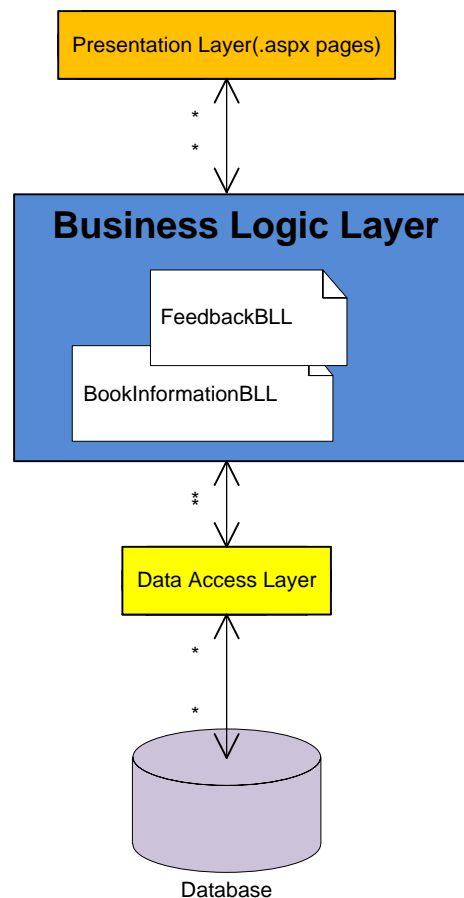 Presentation Layer(.aspx pages)
*
*
Business Logic Layer
FeedbackBLL
BookInformationBLL
*
*
Data Access Layer
*
*
Database